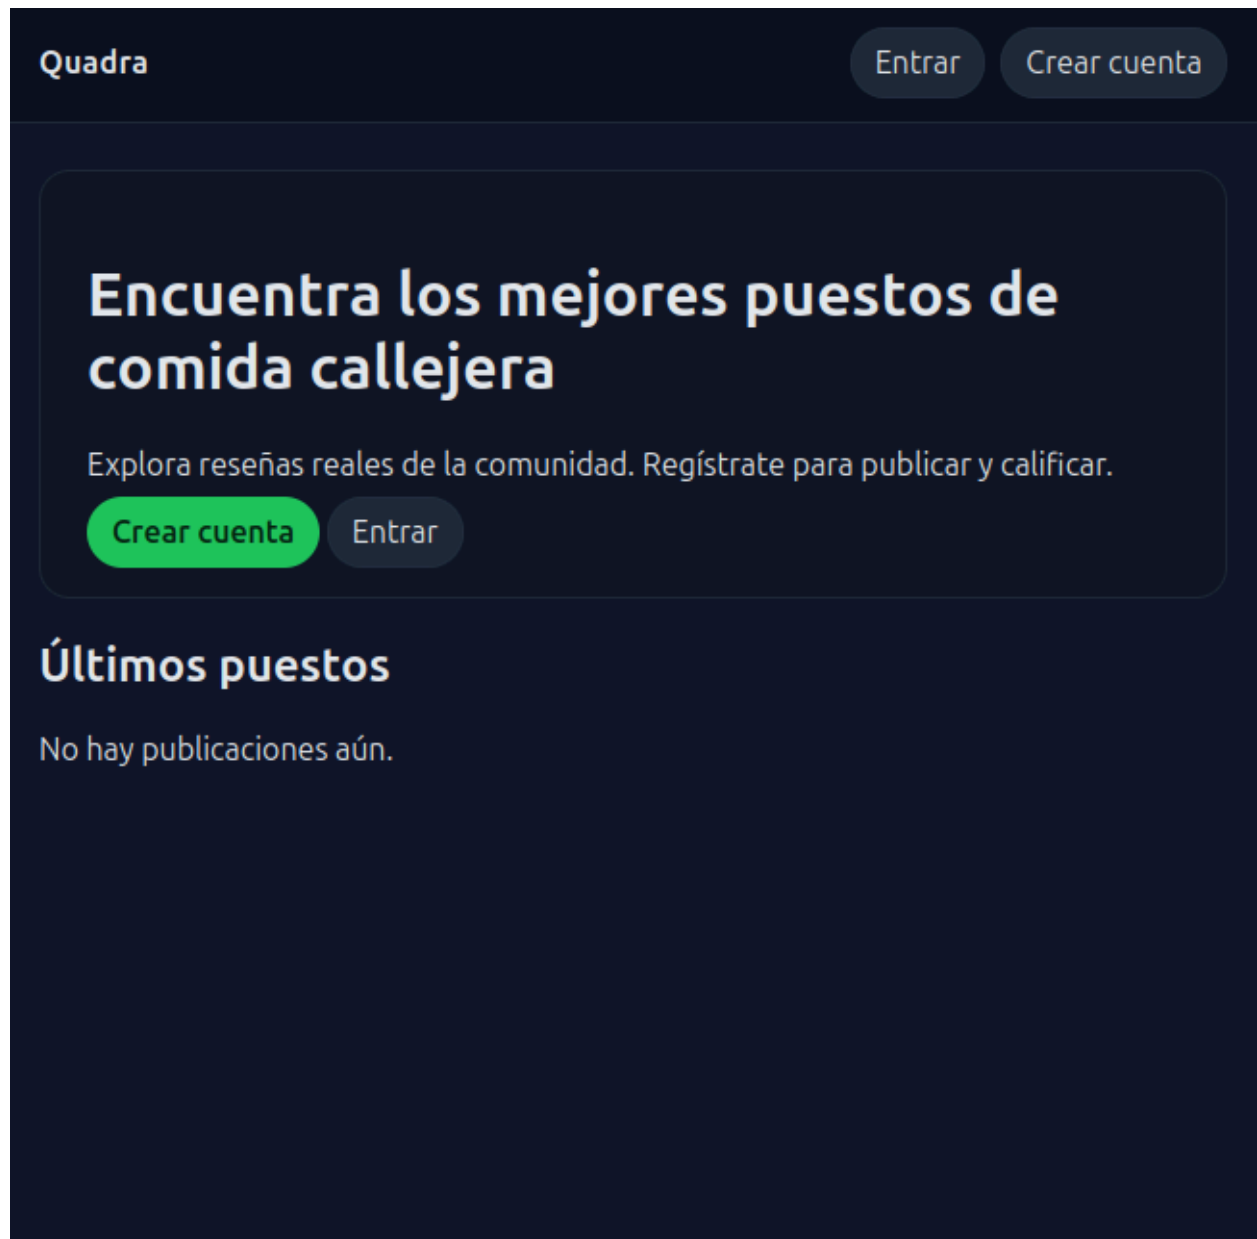 Quadra
Entrar
Crear cuenta
Encuentra los mejores puestos de
comida callejera
Explora reseñas reales de la comunidad. Regístrate para publicar y calificar.
Crear cuenta
Entrar
Últimos puestos
No hay publicaciones aún.